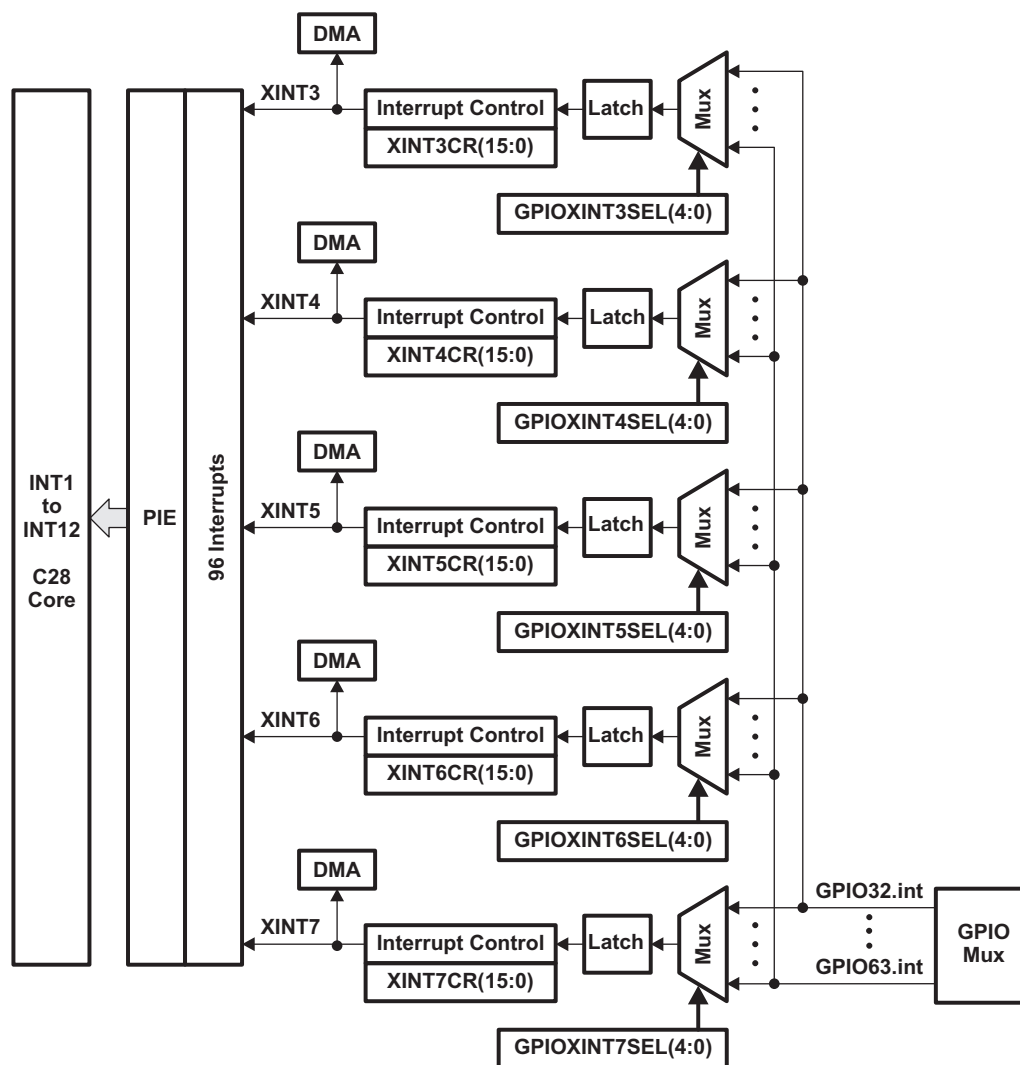 DMA
XINT3
Interrupt Control
XINT3CR(15:0)
Latch
Mux
GPIOXINT3SEL(4:0)
DMA
XINT4
Interrupt Control
XINT4CR(15:0)
Latch
Mux
GPIOXINT4SEL(4:0)
INT1
to
INT12
C28
Core
PIE
96 Interrupts
DMA
XINT5
Interrupt Control
XINT5CR(15:0)
Latch
Mux
GPIOXINT5SEL(4:0)
DMA
XINT6
Interrupt Control
XINT6CR(15:0)
Latch
Mux
GPIOXINT6SEL(4:0)
DMA
XINT7
Interrupt Control
XINT7CR(15:0)
Latch
Mux
GPIOXINT7SEL(4:0)
GPIO32.int
GPIO63.int
GPIO
Mux